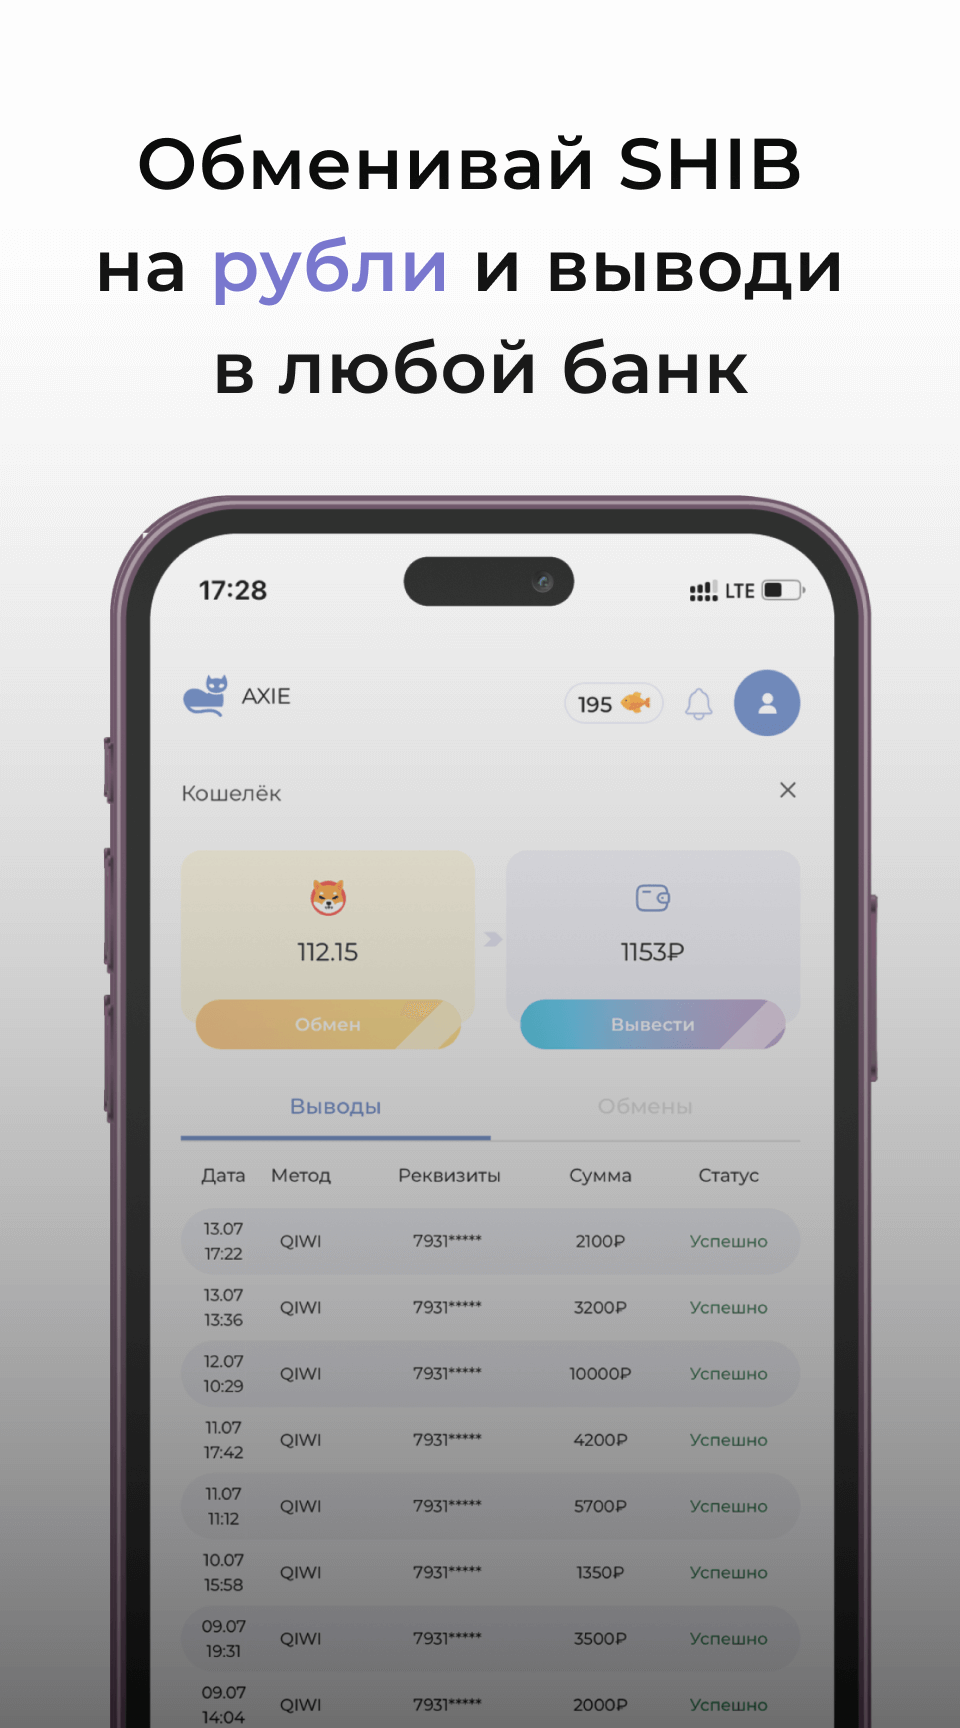 Обменивай SHIB
на рубли и выводи
в любой банк
17:28 LTE
AXIE 195
Кошелёк
112.15 1153₽
Обмен Вывести
Выводы Обмены
Дата Метод Реквизиты Сумма Статус
13.07
17:22 QIWI 7931***** 2100₽ Успешно
13.07
13:36 QIWI 7931***** 3200₽ Успешно
12.07
10:29 QIWI 7931***** 10000₽ Успешно
11.07
17:42 QIWI 7931***** 4200₽ Успешно
11.07
11:12 QIWI 7931***** 5700₽ Успешно
10.07
15:58 QIWI 7931***** 1350₽ Успешно
09.07
19:31 QIWI 7931***** 3500₽ Успешно
09.07
14:04 QIWI 7931***** 2000₽ Успешно